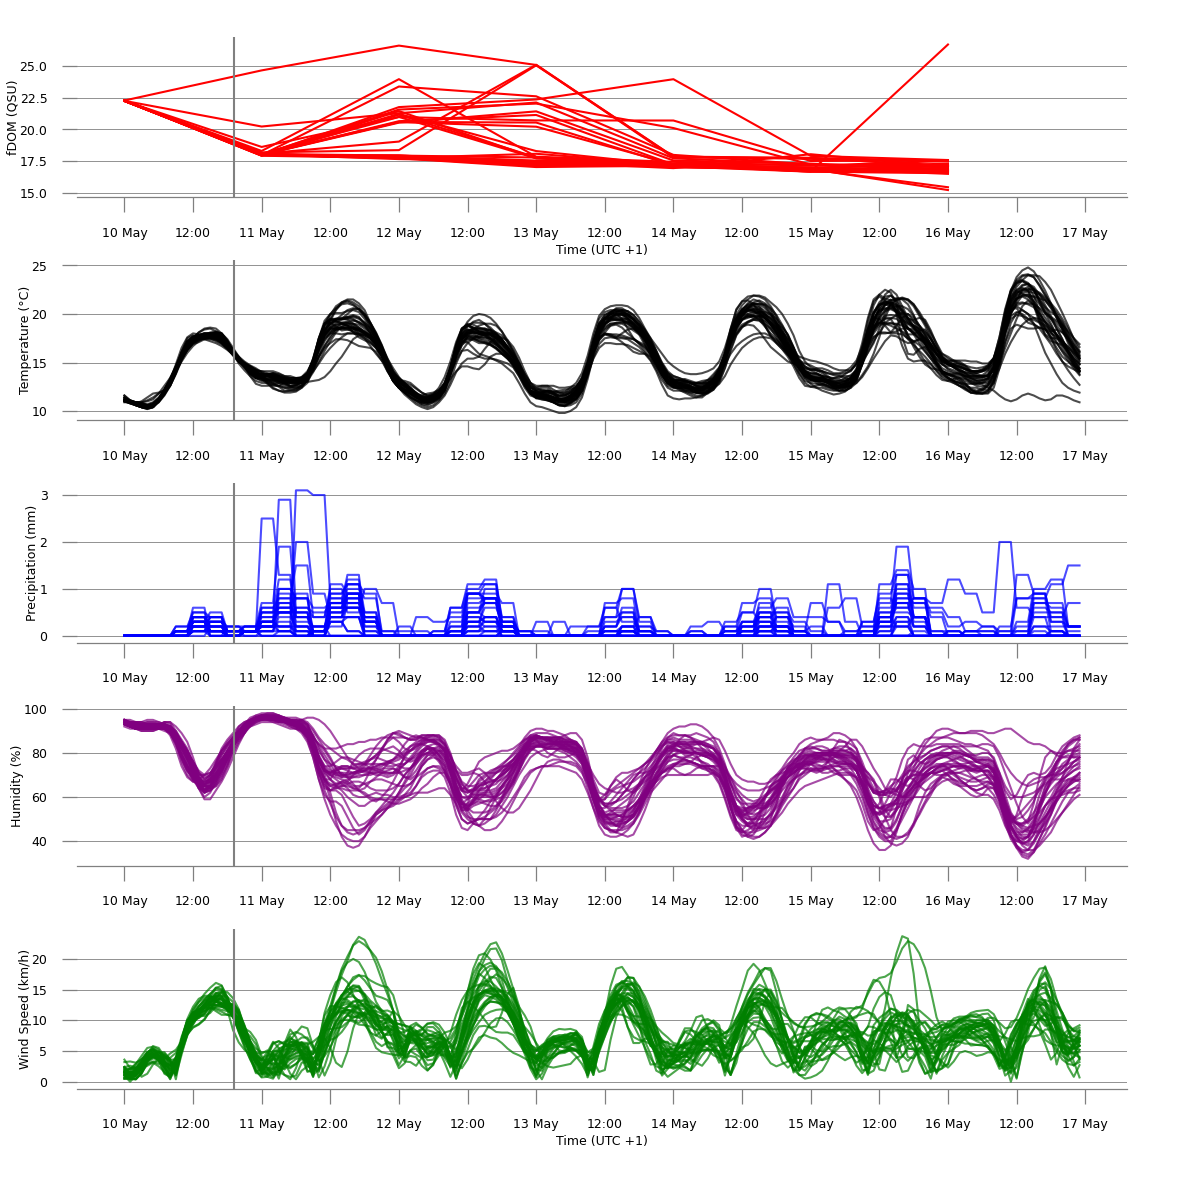 fDOM (QSU)
25.0
22.5
20.0
17.5
15.0
10 May 12:00 11 May 12:00 12 May 12:00 13 May 12:00 14 May 12:00 15 May 12:00 16 May 12:00 17 May
Time (UTC +1)
Temperature (°C)
25
20
15
10
10 May 12:00 11 May 12:00 12 May 12:00 13 May 12:00 14 May 12:00 15 May 12:00 16 May 12:00 17 May
Precipitation (mm)
3
2
1
0
10 May 12:00 11 May 12:00 12 May 12:00 13 May 12:00 14 May 12:00 15 May 12:00 16 May 12:00 17 May
Humidity (%)
100
80
60
40
10 May 12:00 11 May 12:00 12 May 12:00 13 May 12:00 14 May 12:00 15 May 12:00 16 May 12:00 17 May
Wind Speed (km/h)
20
15
10
5
0
10 May 12:00 11 May 12:00 12 May 12:00 13 May 12:00 14 May 12:00 15 May 12:00 16 May 12:00 17 May
Time (UTC +1)